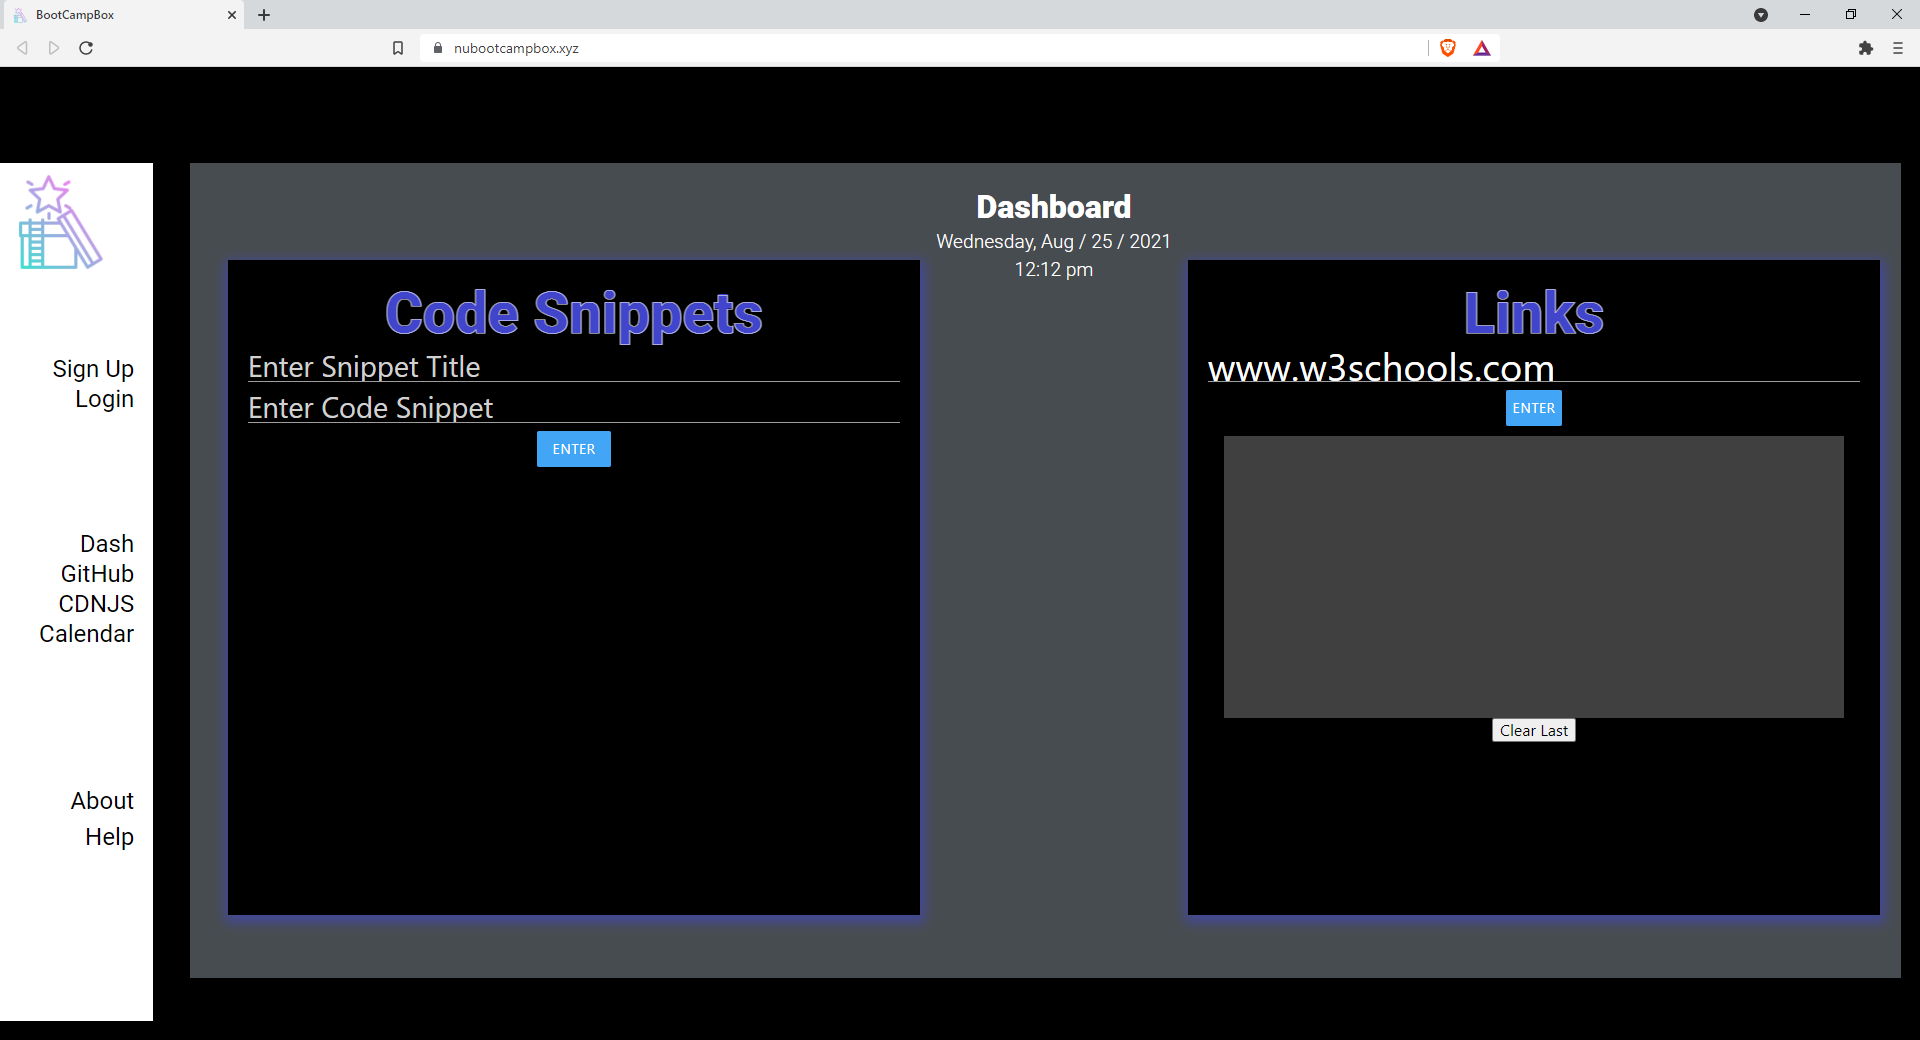 BootCampBox
nubootcampbox.xyz
Sign Up
Login
Dash
GitHub
CDNJS
Calendar
About
Help
Dashboard
Wednesday, Aug / 25 / 2021
12:12 pm
Code Snippets
Enter Snippet Title
Enter Code Snippet
ENTER
Links
www.w3schools.com
ENTER
Clear Last